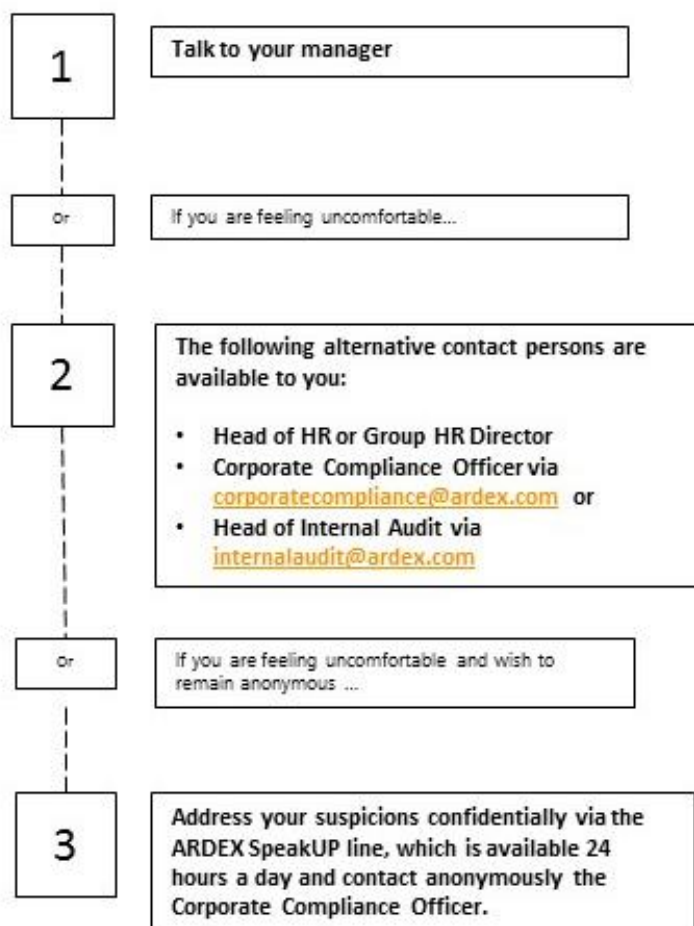 1
Talk to your manager
Or
If you are feeling uncomfortable...
2
The following alternative contact persons are
available to you:
• Head of HR or Group HR Director
• Corporate Compliance Officer via
corporatecompliance@ardex.com or
• Head of Internal Audit via
internalaudit@ardex.com
Or
If you are feeling uncomfortable and wish to
remain anonymous ...
3
Address your suspicions confidentially via the
ARDEX SpeakUP line, which is available 24
hours a day and contact anonymously the
Corporate Compliance Officer.